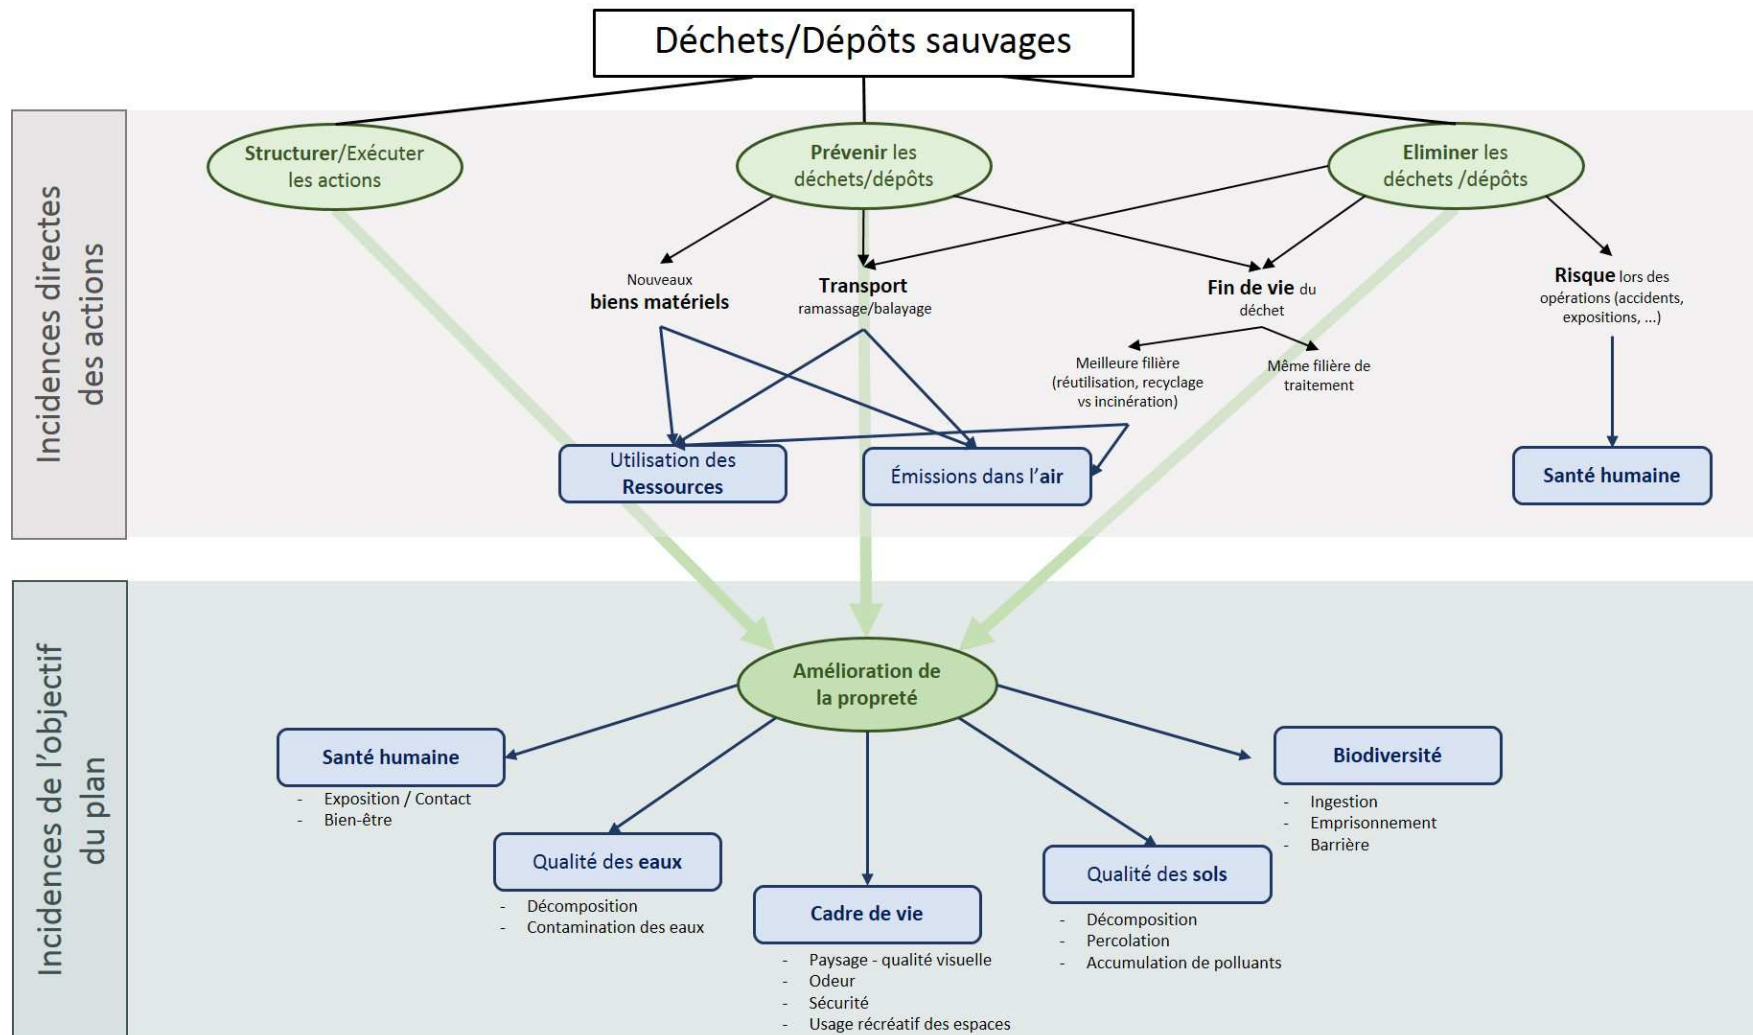 Déchets/Dépôts sauvages
Incidences directes
des actions
Structurer/Exécuter
les actions
Prévenir les
déchets/dépôts
Eliminer les
déchets /dépôts
Nouveaux
biens matériels
Transport
ramassage/balayage
Fin de vie du
déchet
Risque lors des
opérations (accidents,
expositions, ...)
Meilleure filière
(réutilisation, recyclage
vs incinération)
Même filière de
traitement
Utilisation des
Ressources
Émissions dans l'air
Santé humaine
Incidences de l'objectif
du plan
Amélioration de
la propreté
Santé humaine
- Exposition / Contact
- Bien-être
Qualité des eaux
- Décomposition
- Contamination des eaux
Cadre de vie
- Paysage - qualité visuelle
- Odeur
- Sécurité
- Usage récréatif des espaces
Qualité des sols
- Décomposition
- Percolation
- Accumulation de polluants
Biodiversité
- Ingestion
- Emprisonnement
- Barrière